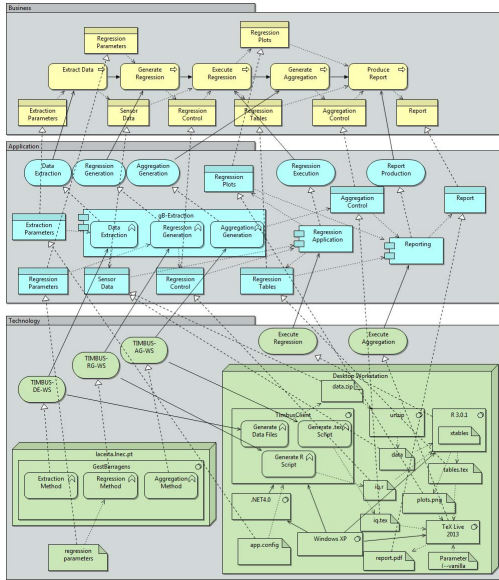 Business
Regression
Parameters
Regression
Plots
Extract Data
Generate
Regression
Execute
Regression
Generate
Aggregation
Produce
Report
Extraction
Parameters
Sensor
Data
Regression
Control
Regression
Tables
Aggregation
Control
Report
Application
Data
Extraction
Regression
Generation
Aggregation
Generation
Regression
Plots
Regression
Execution
Report
Production
Aggregation
Control
Report
Extraction
Parameters
gB-Extraction
Data
Extraction
Regression
Generation
Aggregation
Generation
Regression
Application
Reporting
Regression
Parameters
Sensor
Data
Regression
Control
Regression
Tables
Technology
TIMBUS-
DE-WS
TIMBUS-
RG-WS
TIMBUS-
AG-WS
Execute
Regression
Execute
Aggregation
Desktop Workstation
data.zip
TimbusClient
Generate
Data Files
Generate .tex
Script
Generate R
Script
unzip
R 3.0.1
xtables
lacerta.lnec.pt
GestBarragens
Extraction
Method
Regression
Method
Aggregation
Method
data
tables.tex
.NET4.0
iq.r
plots.png
iq.tex
TeX Live
2013
regression
parameters
app.config
Windows XP
report.pdf
Parameter
(--vanilla